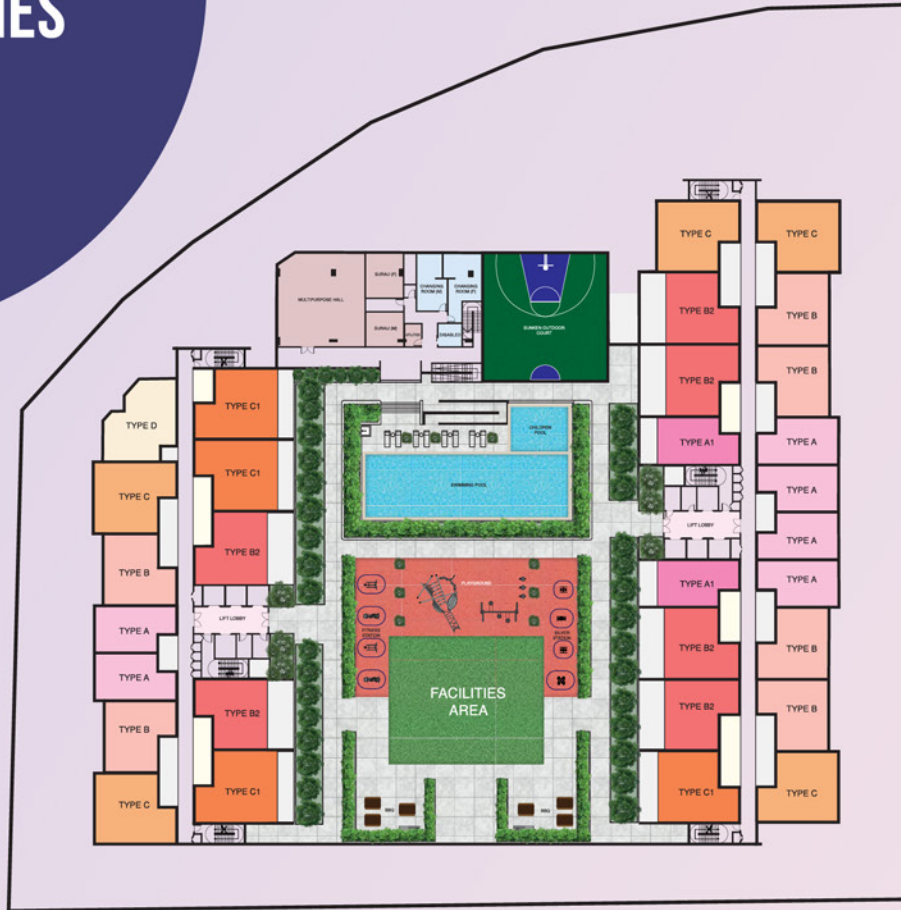 IES
TYPE C
TYPE C
TYPE B2
TYPE B
TYPE B2
TYPE B
TYPE A1
TYPE A
TYPE A
LIFT LOBBY
TYPE A
TYPE A1
TYPE A
TYPE B2
TYPE B
TYPE B2
TYPE B
TYPE C1
TYPE C
MULTIPURPOSE HALL
SURAU (F)
SURAU (M)
CHANGING
ROOM (M)
CHANGING
ROOM (F)
DISABLED
SUNKEN OUTDOOR
COURT
CHILDREN
POOL
SWIMMING POOL
PLAYGROUND
FITNESS
STATION
FACILITIES
AREA
BBQ
BBQ
TYPE D
TYPE C1
TYPE C
TYPE C1
TYPE B
TYPE B2
TYPE A
LIFT LOBBY
TYPE A
TYPE B
TYPE B2
TYPE C
TYPE C1